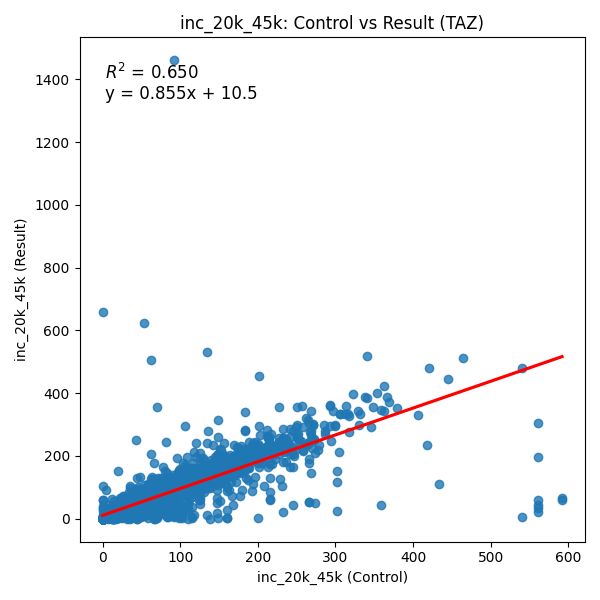 inc_20k_45k: Control vs Result (TAZ)
R² = 0.650
y = 0.855x + 10.5
1400
1200
1000
800
600
400
200
0
inc_20k_45k (Result)
0 100 200 300 400 500 600
inc_20k_45k (Control)